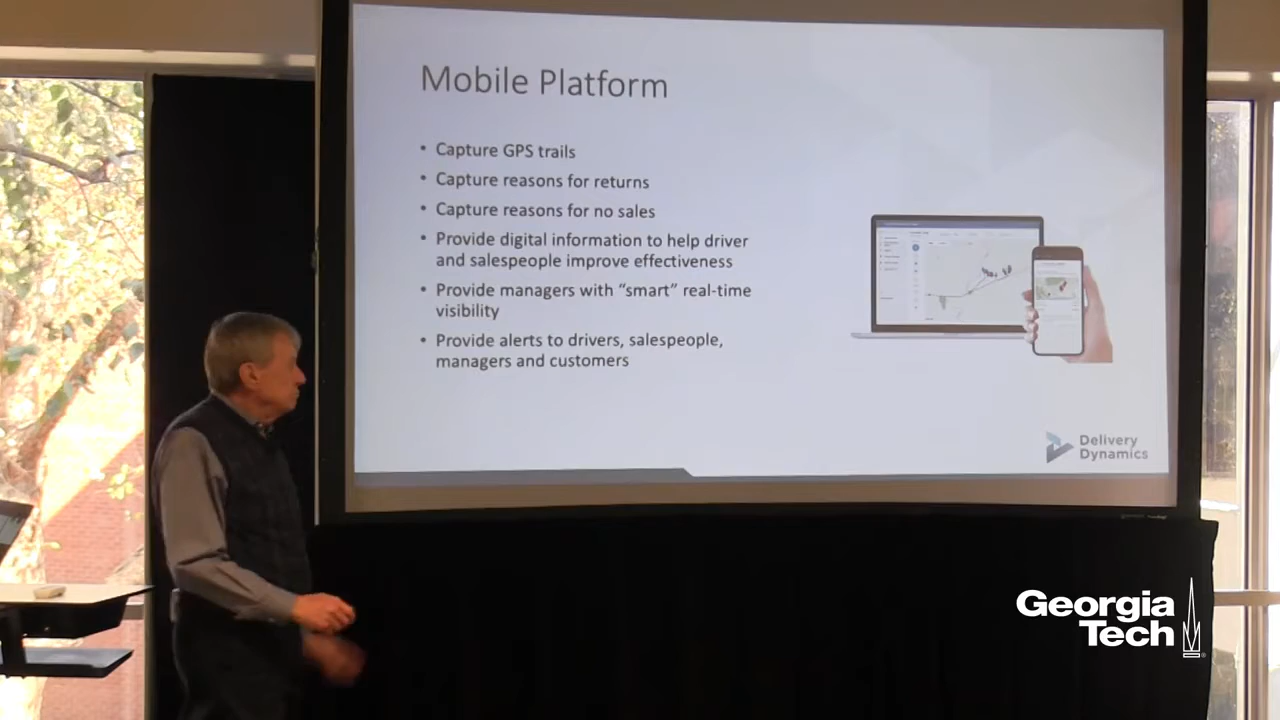 Mobile Platform
• Capture GPS trails
• Capture reasons for returns
• Capture reasons for no sales
• Provide digital information to help driver
and salespeople improve effectiveness
• Provide managers with “smart” real-time
visibility
• Provide alerts to drivers, salespeople,
managers and customers
Delivery
Dynamics
Georgia
Tech